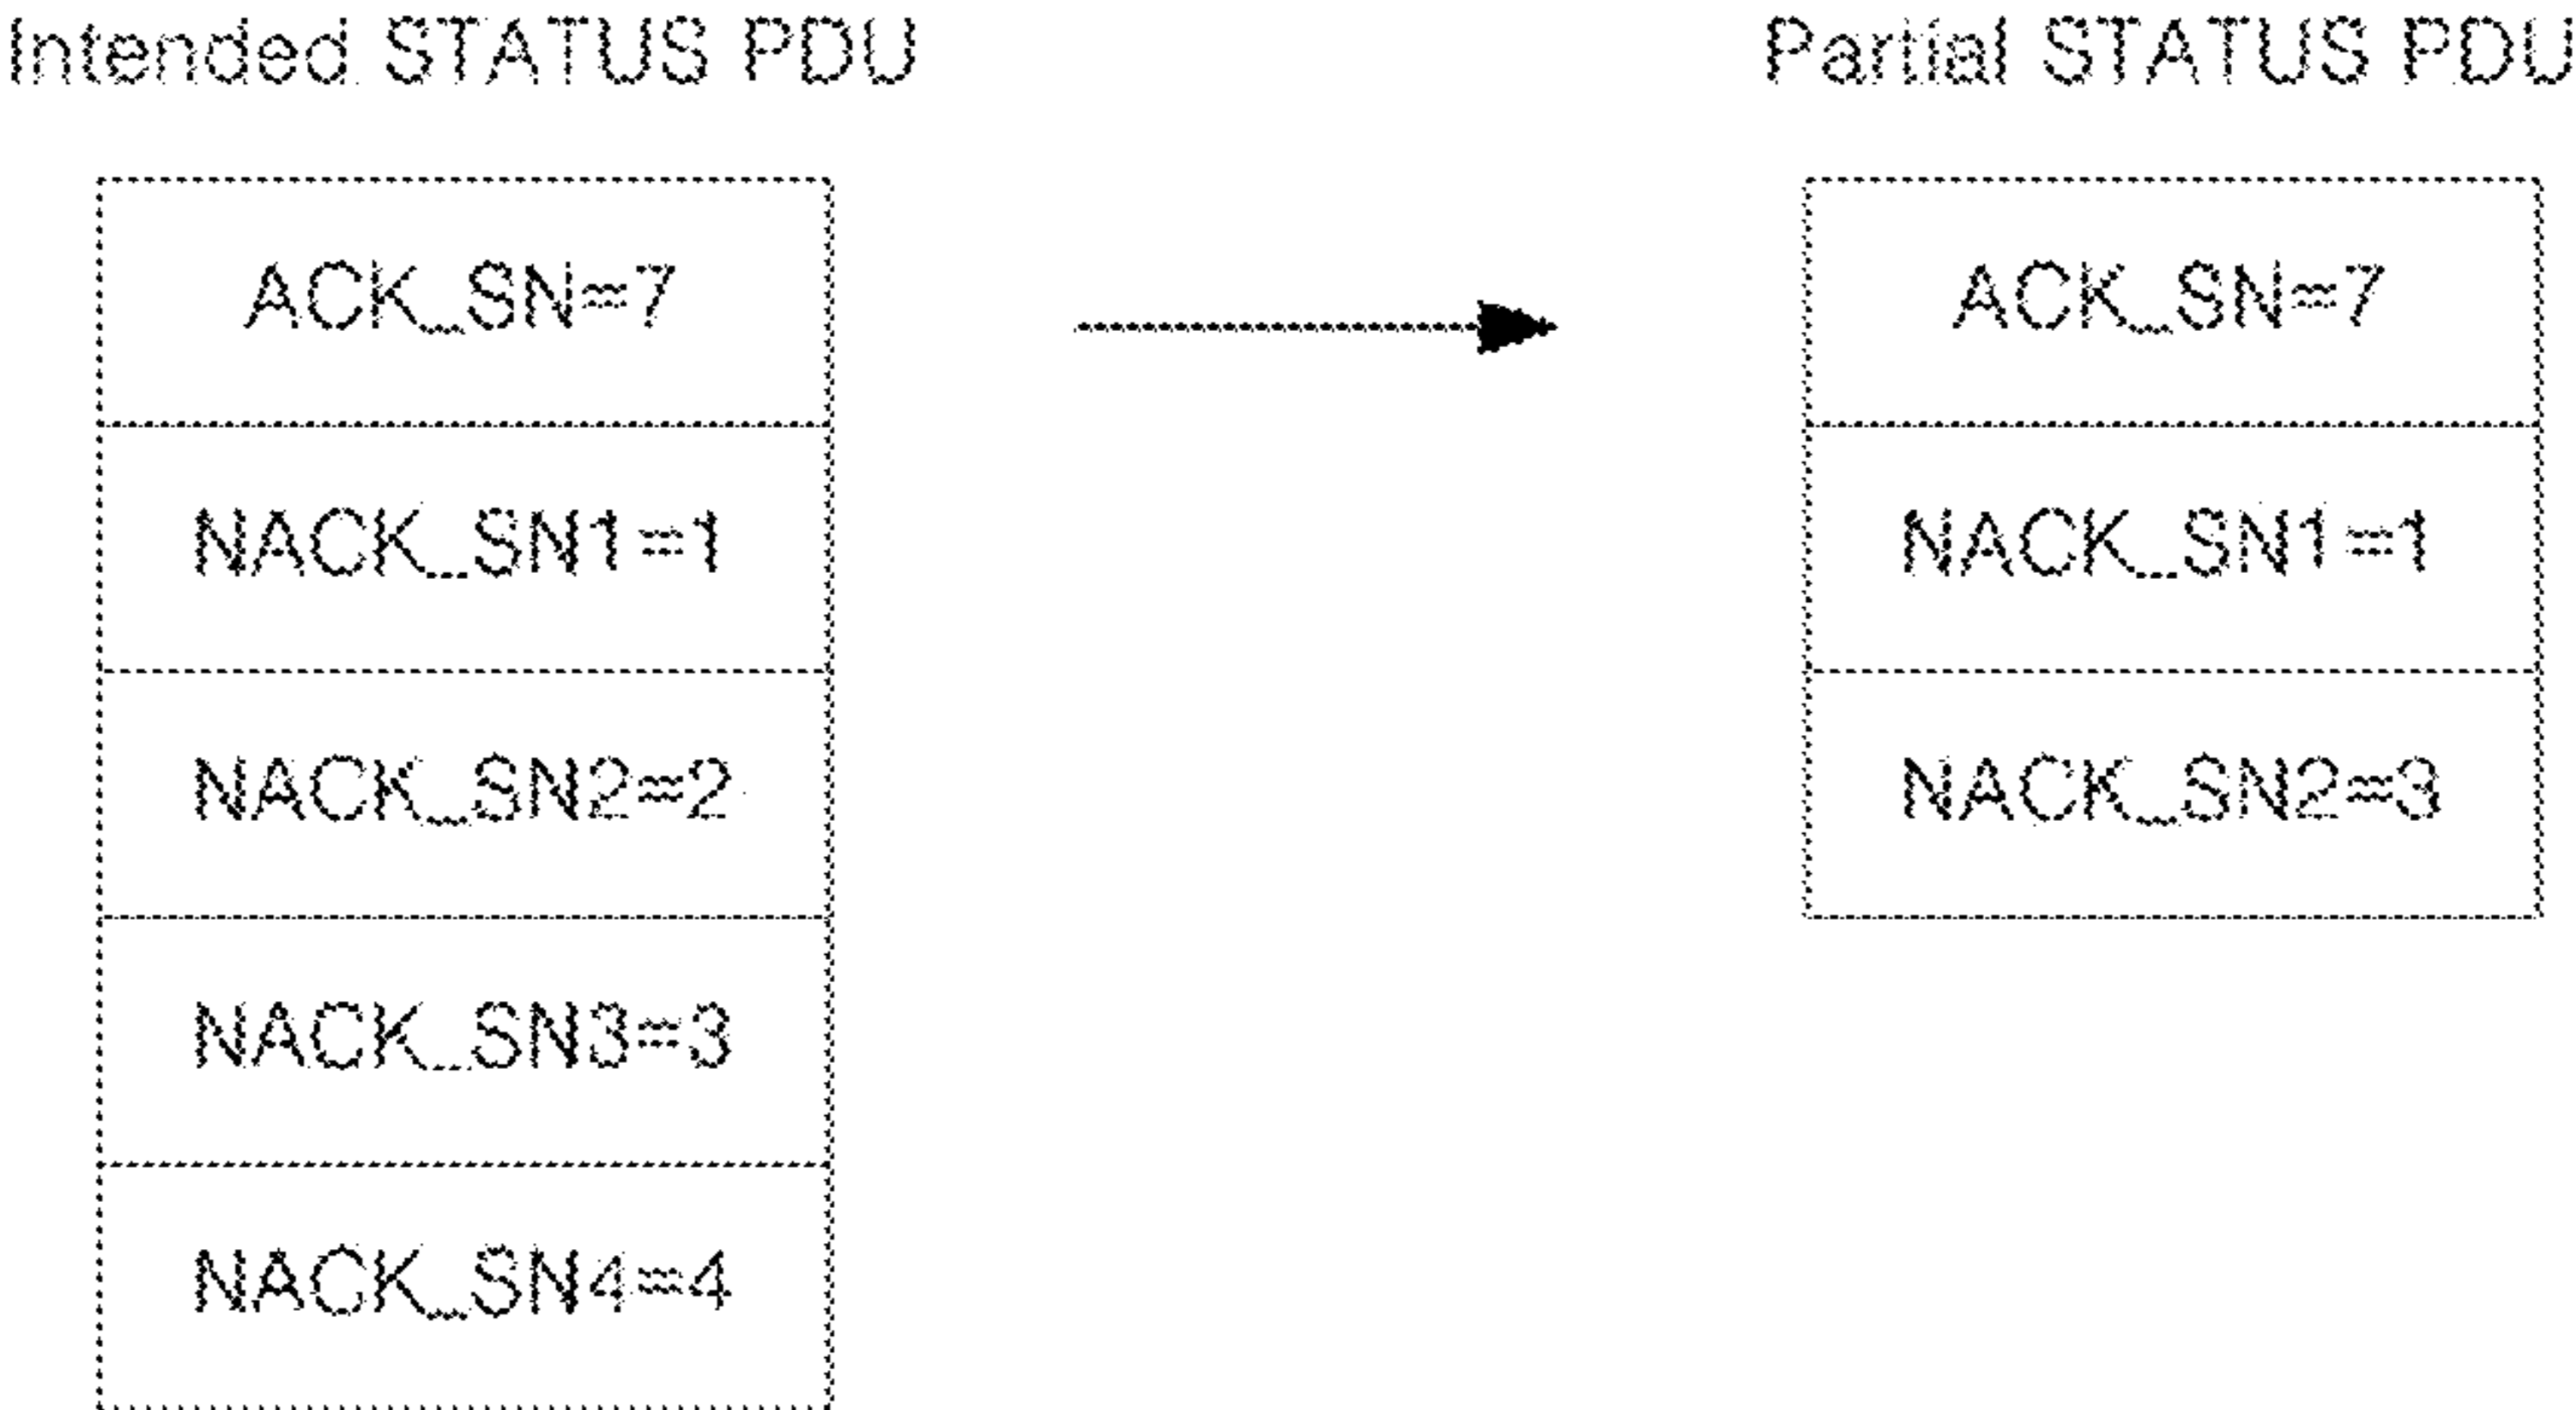 Intended STATUS PDU
ACK_SN=7
NACK_SN1=1
NACK_SN2=2
NACK_SN3=3
NACK_SN4=4
Partial STATUS PDU
ACK_SN=7
NACK_SN1=1
NACK_SN2=3